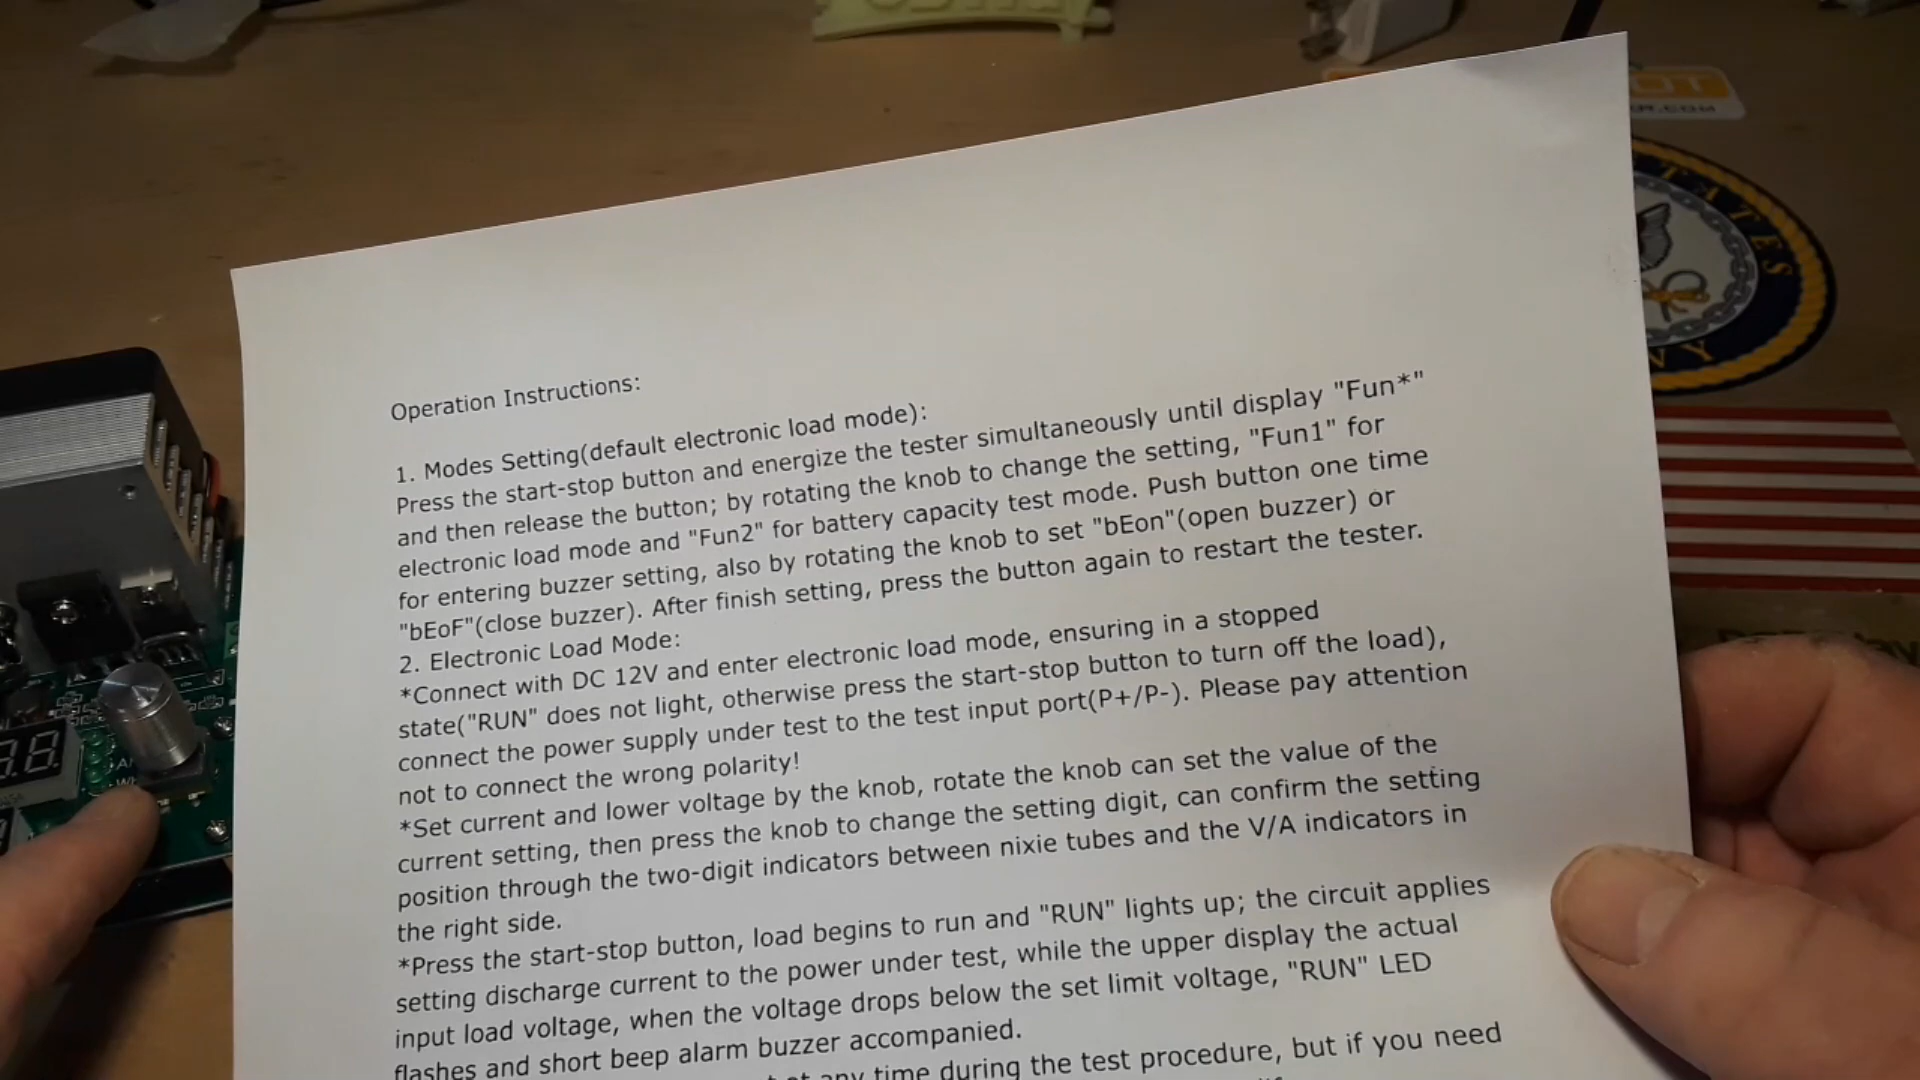 Operation Instructions:
1. Modes Setting(default electronic load mode):
Press the start-stop button and energize the tester simultaneously until display "Fun*"
and then release the button; by rotating the knob to change the setting, "Fun1" for
electronic load mode and "Fun2" for battery capacity test mode. Push button one time
for entering buzzer setting, also by rotating the knob to set "bEon"(open buzzer) or
"bEoF"(close buzzer). After finish setting, press the button again to restart the tester.
2. Electronic Load Mode:
*Connect with DC 12V and enter electronic load mode, ensuring in a stopped
state("RUN" does not light, otherwise press the start-stop button to turn off the load),
connect the power supply under test to the test input port(P+/P-). Please pay attention
not to connect the wrong polarity!
*Set current and lower voltage by the knob, rotate the knob can set the value of the
current setting, then press the knob to change the setting digit, can confirm the setting
position through the two-digit indicators between nixie tubes and the V/A indicators in
the right side.
*Press the start-stop button, load begins to run and "RUN" lights up; the circuit applies
setting discharge current to the power under test, while the upper display the actual
input load voltage, when the voltage drops below the set limit voltage, "RUN" LED
flashes and short beep alarm buzzer accompanied.
at any time during the test procedure, but if you need
TATES
VY